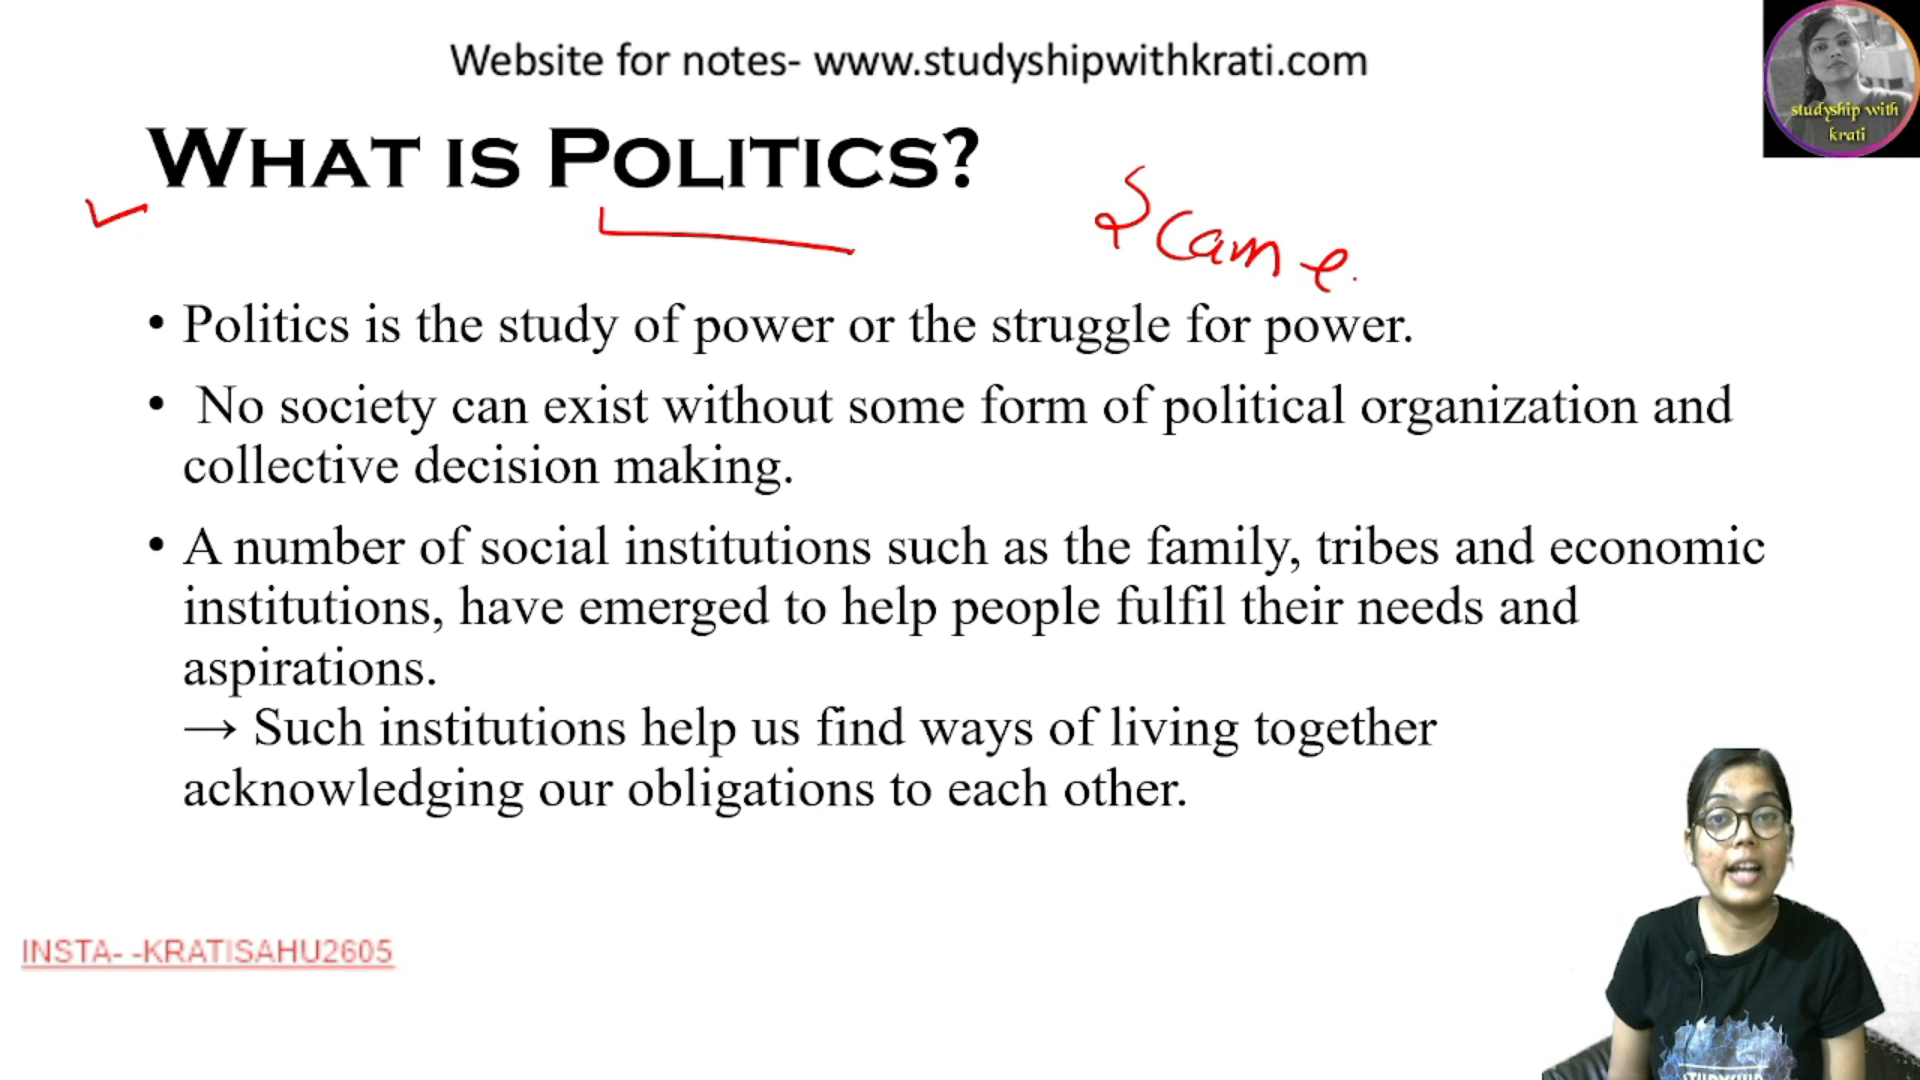 Website for notes- www.studyshipwithkrati.com
studyship with
krati
WHAT IS POLITICS?
Scame.
• Politics is the study of power or the struggle for power.
• No society can exist without some form of political organization and
collective decision making.
• A number of social institutions such as the family, tribes and economic
institutions, have emerged to help people fulfil their needs and
aspirations.
→ Such institutions help us find ways of living together
acknowledging our obligations to each other.
INSTA- -KRATISAHU2605
STUDYSHIP